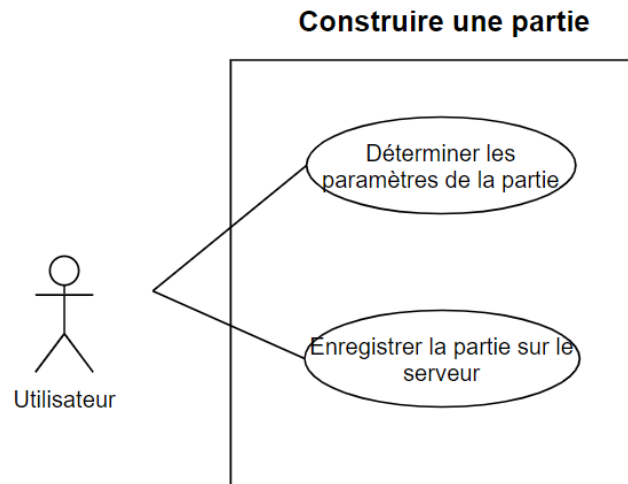 Construire une partie
Déterminer les
paramètres de la partie
Enregistrer la partie sur le
serveur
Utilisateur